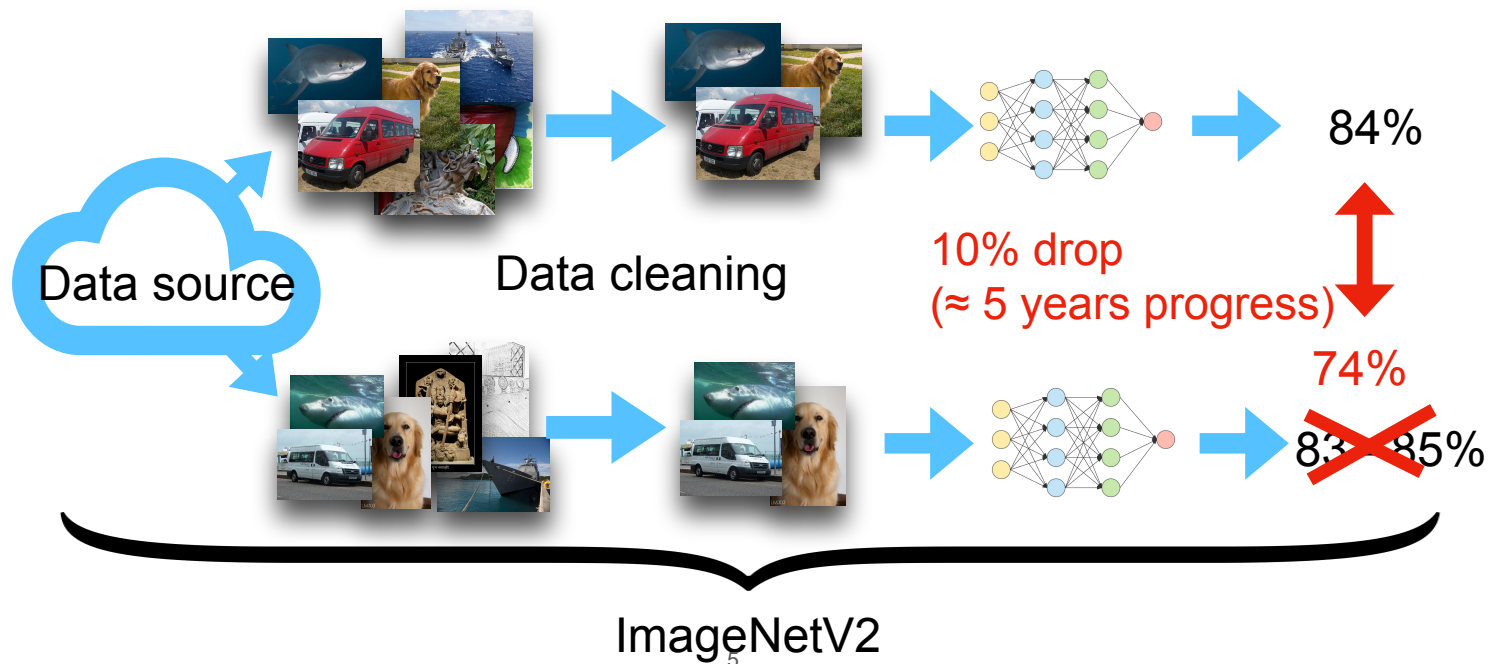 84%
Data source
Data cleaning
10% drop
(≈ 5 years progress)
74%
83 85%
ImageNetV2
5